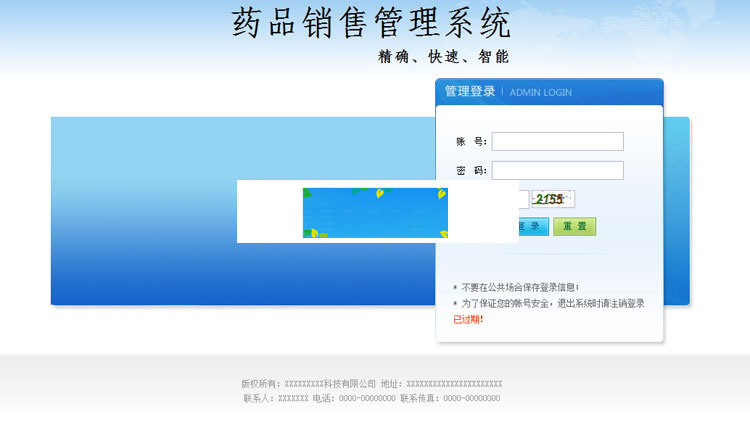 药品销售管理系统
精确、快速、智能
管理登录 ADMIN LOGIN
账 号:
密 码:
2155
登 录 重 置
* 不要在公共场合保存登录信息;
* 为了保证您的帐号安全,退出系统时请注销登录
已过期!
版权所有: XXXXXXXXX科技有限公司 地址: XXXXXXXXXXXXXXXXXXXXXX
联系人: XXXXXXX 电话: 0000-00000000 联系传真: 0000-00000000